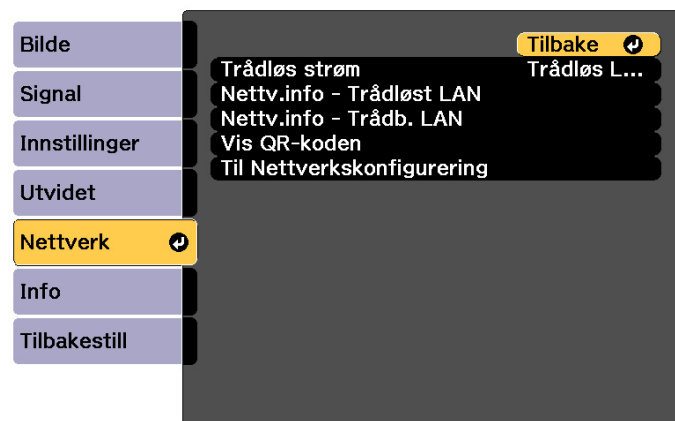 Bilde
Signal
Innstillinger
Utvidet
Nettverk
Info
Tilbakestill
Tilbake
Trådløs strøm Trådløs L...
Nettv.info - Trådløst LAN
Nettv.info - Trådb. LAN
Vis QR-koden
Til Nettverkskonfigurering